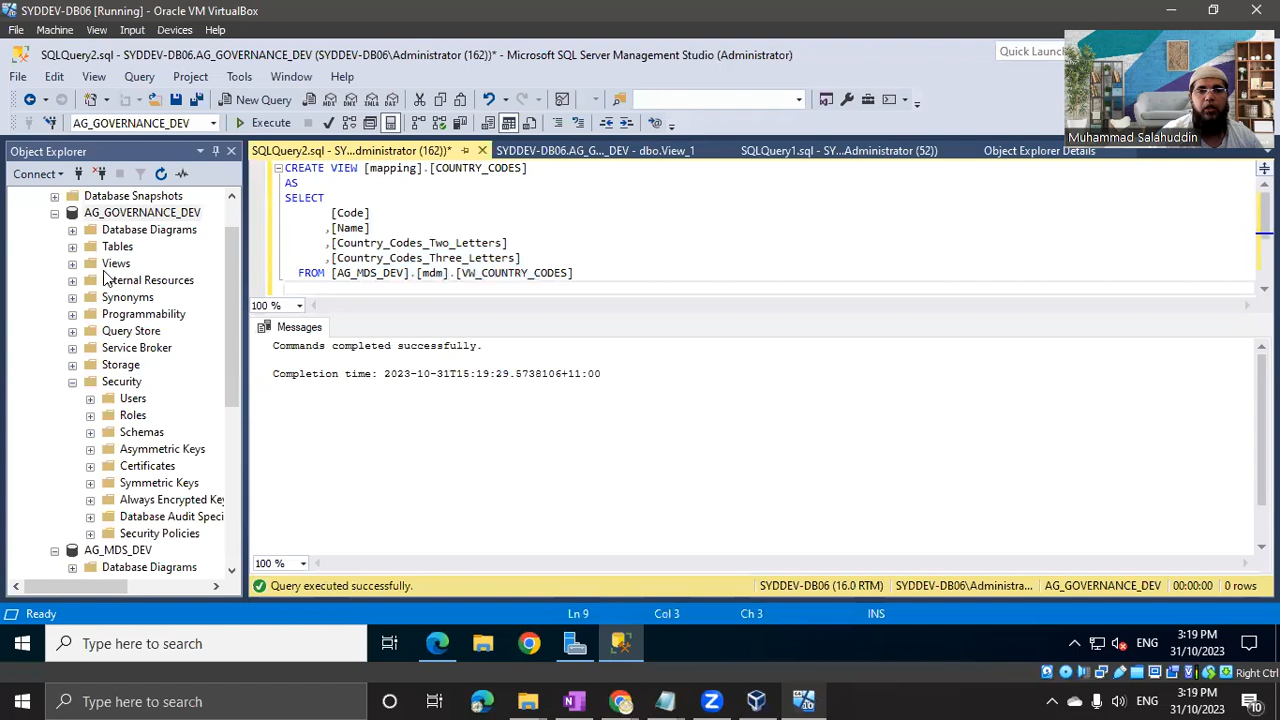 SYDDEV-DB06 [Running] - Oracle VM VirtualBox
File Machine View Input Devices Help
SQLQuery2.sql - SYDDEV-DB06.AG_GOVERNANCE_DEV (SYDDEV-DB06\Administrator (162))* - Microsoft SQL Server Management Studio (Administrator)
Quick Launch
File Edit View Query Project Tools Window Help
New Query
AG_GOVERNANCE_DEV
Execute
Muhammad Salahuddin
Object Explorer
SQLQuery2.sql - SY...ministrator (162))*
SYDDEV-DB06.AG_G..._DEV - dbo.View_1
SQLQuery1.sql - SY...Administrator (52))
Object Explorer Details
Connect
Database Snapshots
AG_GOVERNANCE_DEV
Database Diagrams
Tables
Views
External Resources
Synonyms
Programmability
Query Store
Service Broker
Storage
Security
Users
Roles
Schemas
Asymmetric Keys
Certificates
Symmetric Keys
Always Encrypted Key
Database Audit Speci
Security Policies
AG_MDS_DEV
Database Diagrams
CREATE VIEW [mapping].[COUNTRY_CODES]
AS
SELECT
[Code]
,[Name]
,[Country_Codes_Two_Letters]
,[Country_Codes_Three_Letters]
FROM [AG_MDS_DEV].[mdm].[VW_COUNTRY_CODES]
100 %
Messages
Commands completed successfully.
Completion time: 2023-10-31T15:19:29.5738106+11:00
100 %
Query executed successfully.
SYDDEV-DB06 (16.0 RTM)
SYDDEV-DB06\Administra...
AG_GOVERNANCE_DEV
00:00:00
0 rows
Ready
Ln 9
Col 3
Ch 3
INS
Type here to search
ENG
3:19 PM
31/10/2023
Right Ctrl
Type here to search
ENG
3:19 PM
31/10/2023
10